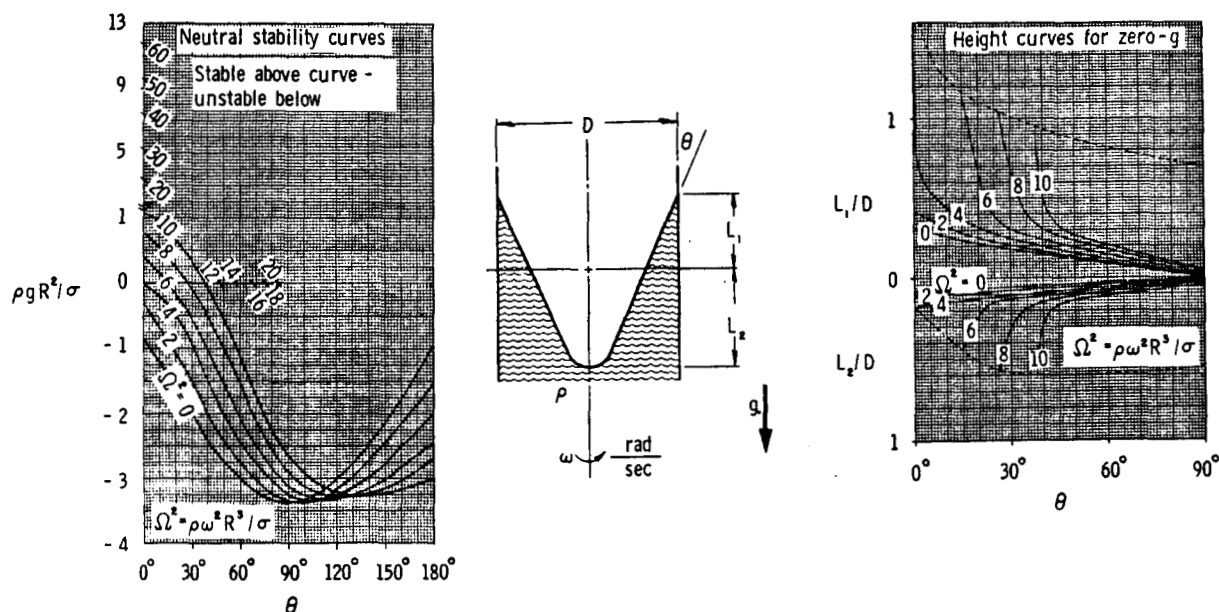 Neutral stability curves
Stable above curve -
unstable below
13
9
5
1
0
- 1
- 2
- 3
- 4
ρgR²/σ
60
50
40
30
20
10
8
6
4
2
Ω² = 0
12
14
16
18
20
Ω² = ρω²R³/σ
0° 30° 60° 90° 120° 150° 180°
θ
D
θ
L₁
L₂
ρ
g
ω rad/sec
Height curves for zero-g
1
L₁/D
0
L₂/D
1
0
2
4
6
8
10
Ω² = 0
2
4
6
8
10
Ω² = ρω²R³/σ
0° 30° 60° 90°
θ